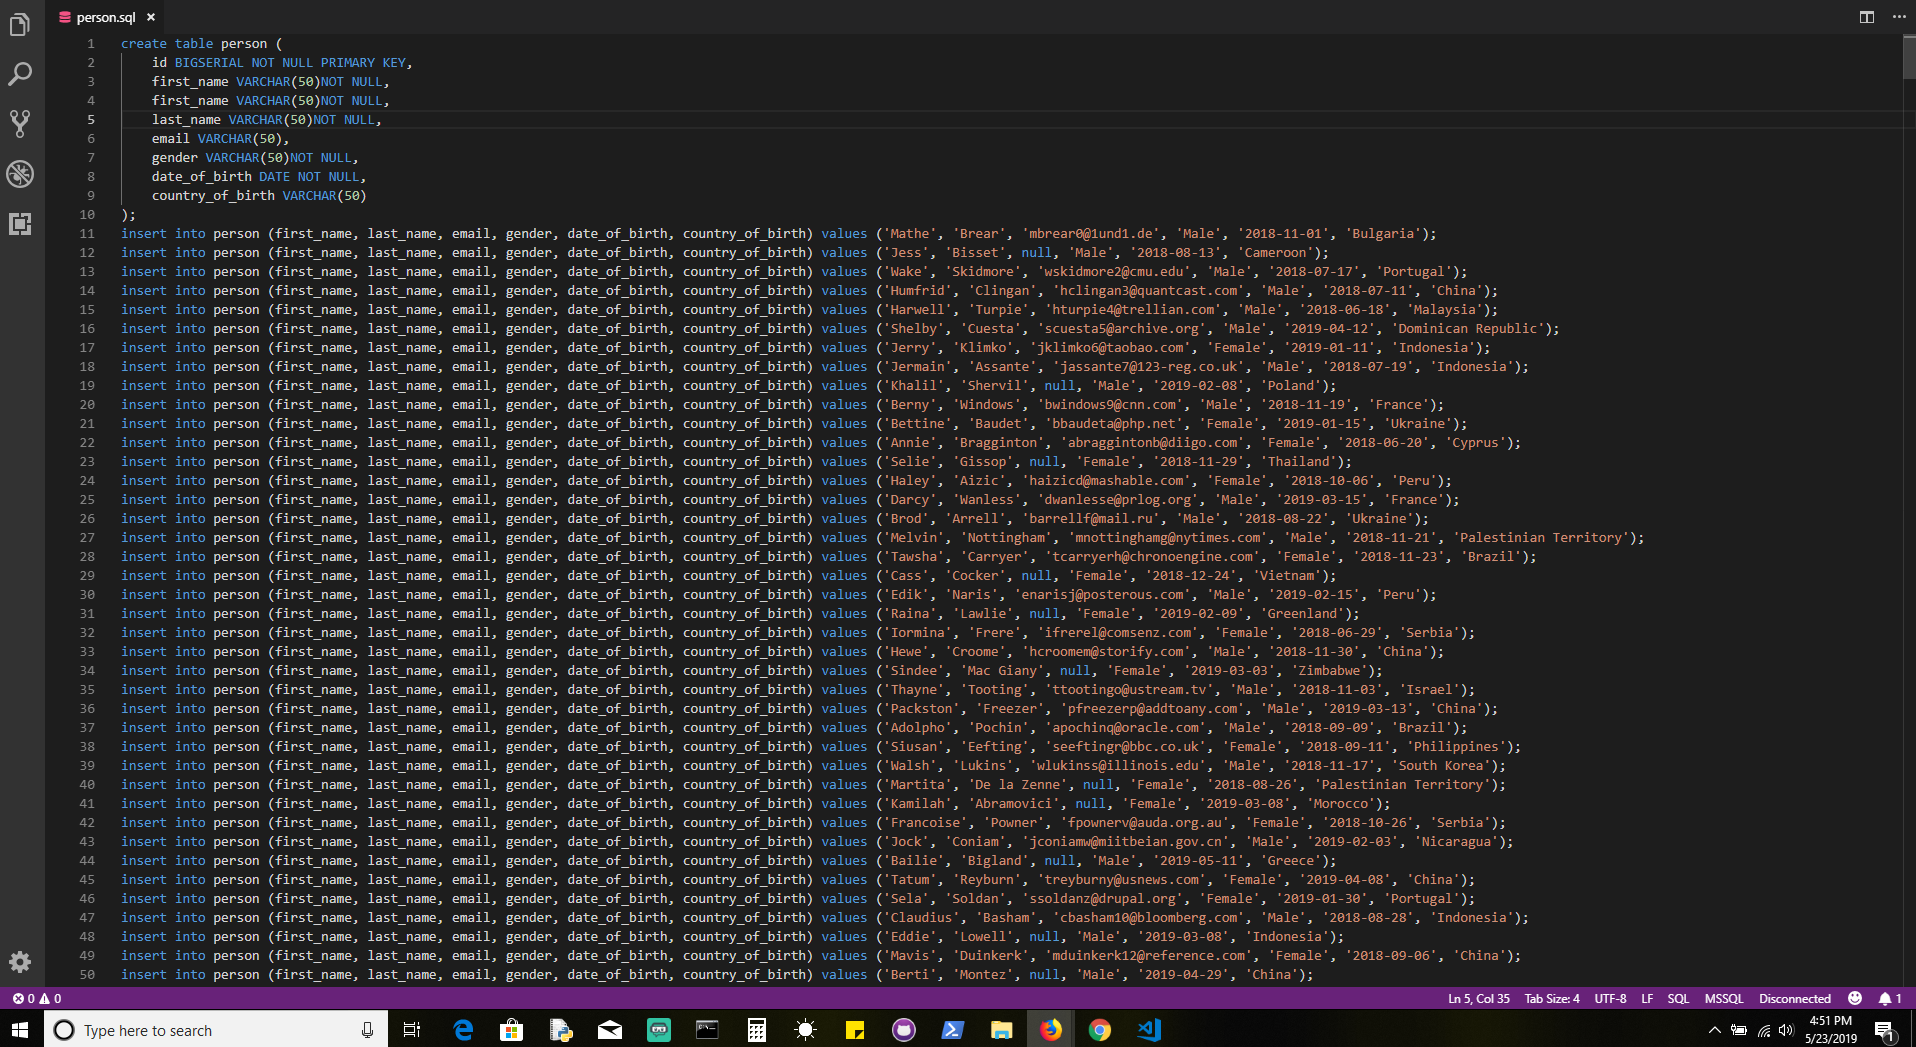 person.sql ×
1 create table person (
2 id BIGSERIAL NOT NULL PRIMARY KEY,
3 first_name VARCHAR(50)NOT NULL,
4 first_name VARCHAR(50)NOT NULL,
5 last_name VARCHAR(50)NOT NULL,
6 email VARCHAR(50),
7 gender VARCHAR(50)NOT NULL,
8 date_of_birth DATE NOT NULL,
9 country_of_birth VARCHAR(50)
10 );
11 insert into person (first_name, last_name, email, gender, date_of_birth, country_of_birth) values ('Mathe', 'Brear', 'mbrear0@1und1.de', 'Male', '2018-11-01', 'Bulgaria');
12 insert into person (first_name, last_name, email, gender, date_of_birth, country_of_birth) values ('Jess', 'Bisset', null, 'Male', '2018-08-13', 'Cameroon');
13 insert into person (first_name, last_name, email, gender, date_of_birth, country_of_birth) values ('Wake', 'Skidmore', 'wskidmore2@cmu.edu', 'Male', '2018-07-17', 'Portugal');
14 insert into person (first_name, last_name, email, gender, date_of_birth, country_of_birth) values ('Humfrid', 'Clingan', 'hclingan3@quantcast.com', 'Male', '2018-07-11', 'China');
15 insert into person (first_name, last_name, email, gender, date_of_birth, country_of_birth) values ('Harwell', 'Turpie', 'hturpie4@trellian.com', 'Male', '2018-06-18', 'Malaysia');
16 insert into person (first_name, last_name, email, gender, date_of_birth, country_of_birth) values ('Shelby', 'Cuesta', 'scuesta5@archive.org', 'Male', '2019-04-12', 'Dominican Republic');
17 insert into person (first_name, last_name, email, gender, date_of_birth, country_of_birth) values ('Jerry', 'Klimko', 'jklimko6@taobao.com', 'Female', '2019-01-11', 'Indonesia');
18 insert into person (first_name, last_name, email, gender, date_of_birth, country_of_birth) values ('Jermain', 'Assante', 'jassante7@123-reg.co.uk', 'Male', '2018-07-19', 'Indonesia');
19 insert into person (first_name, last_name, email, gender, date_of_birth, country_of_birth) values ('Khalil', 'Shervil', null, 'Male', '2019-02-08', 'Poland');
20 insert into person (first_name, last_name, email, gender, date_of_birth, country_of_birth) values ('Berny', 'Windows', 'bwindows9@cnn.com', 'Male', '2018-11-19', 'France');
21 insert into person (first_name, last_name, email, gender, date_of_birth, country_of_birth) values ('Bettine', 'Baudet', 'bbaudeta@php.net', 'Female', '2019-01-15', 'Ukraine');
22 insert into person (first_name, last_name, email, gender, date_of_birth, country_of_birth) values ('Annie', 'Bragginton', 'abraggintonb@diigo.com', 'Female', '2018-06-20', 'Cyprus');
23 insert into person (first_name, last_name, email, gender, date_of_birth, country_of_birth) values ('Selie', 'Gissop', null, 'Female', '2018-11-29', 'Thailand');
24 insert into person (first_name, last_name, email, gender, date_of_birth, country_of_birth) values ('Haley', 'Aizic', 'haizicd@mashable.com', 'Female', '2018-10-06', 'Peru');
25 insert into person (first_name, last_name, email, gender, date_of_birth, country_of_birth) values ('Darcy', 'Wanless', 'dwanlesse@prlog.org', 'Male', '2019-03-15', 'France');
26 insert into person (first_name, last_name, email, gender, date_of_birth, country_of_birth) values ('Brod', 'Arrell', 'barrellf@mail.ru', 'Male', '2018-08-22', 'Ukraine');
27 insert into person (first_name, last_name, email, gender, date_of_birth, country_of_birth) values ('Melvin', 'Nottingham', 'mnottinghamg@nytimes.com', 'Male', '2018-11-21', 'Palestinian Territory');
28 insert into person (first_name, last_name, email, gender, date_of_birth, country_of_birth) values ('Tawsha', 'Carryer', 'tcarryerh@chronoengine.com', 'Female', '2018-11-23', 'Brazil');
29 insert into person (first_name, last_name, email, gender, date_of_birth, country_of_birth) values ('Cass', 'Cocker', null, 'Female', '2018-12-24', 'Vietnam');
30 insert into person (first_name, last_name, email, gender, date_of_birth, country_of_birth) values ('Edik', 'Naris', 'enarisj@posterous.com', 'Male', '2019-02-15', 'Peru');
31 insert into person (first_name, last_name, email, gender, date_of_birth, country_of_birth) values ('Raina', 'Lawlie', null, 'Female', '2019-02-09', 'Greenland');
32 insert into person (first_name, last_name, email, gender, date_of_birth, country_of_birth) values ('Iormina', 'Frere', 'ifrerel@comsenz.com', 'Female', '2018-06-29', 'Serbia');
33 insert into person (first_name, last_name, email, gender, date_of_birth, country_of_birth) values ('Hewe', 'Croome', 'hcroomem@storify.com', 'Male', '2018-11-30', 'China');
34 insert into person (first_name, last_name, email, gender, date_of_birth, country_of_birth) values ('Sindee', 'Mac Giany', null, 'Female', '2019-03-03', 'Zimbabwe');
35 insert into person (first_name, last_name, email, gender, date_of_birth, country_of_birth) values ('Thayne', 'Tooting', 'ttootingo@ustream.tv', 'Male', '2018-11-03', 'Israel');
36 insert into person (first_name, last_name, email, gender, date_of_birth, country_of_birth) values ('Packston', 'Freezer', 'pfreezerp@addtoany.com', 'Male', '2019-03-13', 'China');
37 insert into person (first_name, last_name, email, gender, date_of_birth, country_of_birth) values ('Adolpho', 'Pochin', 'apochinq@oracle.com', 'Male', '2018-09-09', 'Brazil');
38 insert into person (first_name, last_name, email, gender, date_of_birth, country_of_birth) values ('Siusan', 'Eefting', 'seeftingr@bbc.co.uk', 'Female', '2018-09-11', 'Philippines');
39 insert into person (first_name, last_name, email, gender, date_of_birth, country_of_birth) values ('Walsh', 'Lukins', 'wlukinss@illinois.edu', 'Male', '2018-11-17', 'South Korea');
40 insert into person (first_name, last_name, email, gender, date_of_birth, country_of_birth) values ('Martita', 'De la Zenne', null, 'Female', '2018-08-26', 'Palestinian Territory');
41 insert into person (first_name, last_name, email, gender, date_of_birth, country_of_birth) values ('Kamilah', 'Abramovici', null, 'Female', '2019-03-08', 'Morocco');
42 insert into person (first_name, last_name, email, gender, date_of_birth, country_of_birth) values ('Francoise', 'Powner', 'fpownerv@auda.org.au', 'Female', '2018-10-26', 'Serbia');
43 insert into person (first_name, last_name, email, gender, date_of_birth, country_of_birth) values ('Jock', 'Coniam', 'jconiamw@miitbeian.gov.cn', 'Male', '2019-02-03', 'Nicaragua');
44 insert into person (first_name, last_name, email, gender, date_of_birth, country_of_birth) values ('Bailie', 'Bigland', null, 'Male', '2019-05-11', 'Greece');
45 insert into person (first_name, last_name, email, gender, date_of_birth, country_of_birth) values ('Tatum', 'Reyburn', 'treyburny@usnews.com', 'Female', '2019-04-08', 'China');
46 insert into person (first_name, last_name, email, gender, date_of_birth, country_of_birth) values ('Sela', 'Soldan', 'ssoldanz@drupal.org', 'Female', '2019-01-30', 'Portugal');
47 insert into person (first_name, last_name, email, gender, date_of_birth, country_of_birth) values ('Claudius', 'Basham', 'cbasham10@bloomberg.com', 'Male', '2018-08-28', 'Indonesia');
48 insert into person (first_name, last_name, email, gender, date_of_birth, country_of_birth) values ('Eddie', 'Lowell', null, 'Male', '2019-03-08', 'Indonesia');
49 insert into person (first_name, last_name, email, gender, date_of_birth, country_of_birth) values ('Mavis', 'Duinkerk', 'mduinkerk12@reference.com', 'Female', '2018-09-06', 'China');
50 insert into person (first_name, last_name, email, gender, date_of_birth, country_of_birth) values ('Berti', 'Montez', null, 'Male', '2019-04-29', 'China');
0 0 Ln 5, Col 35 Tab Size: 4 UTF-8 LF SQL MSSQL Disconnected 1
Type here to search
4:51 PM
5/23/2019
1